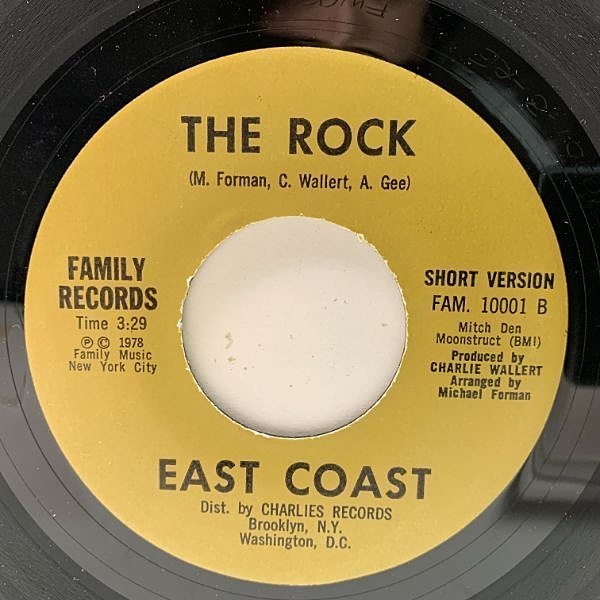 THE ROCK
(M. Forman, C. Wallert, A. Gee)
FAMILY
RECORDS
Time 3:29
Ⓟ © 1978
Family Music
New York City
SHORT VERSION
FAM. 10001 B
Mitch Den
Moonstruct (BMI)
Produced by
CHARLIE WALLERT
Arranged by
Michael Forman
EAST COAST
Dist. by CHARLIES RECORDS
Brooklyn, N.Y.
Washington, D.C.